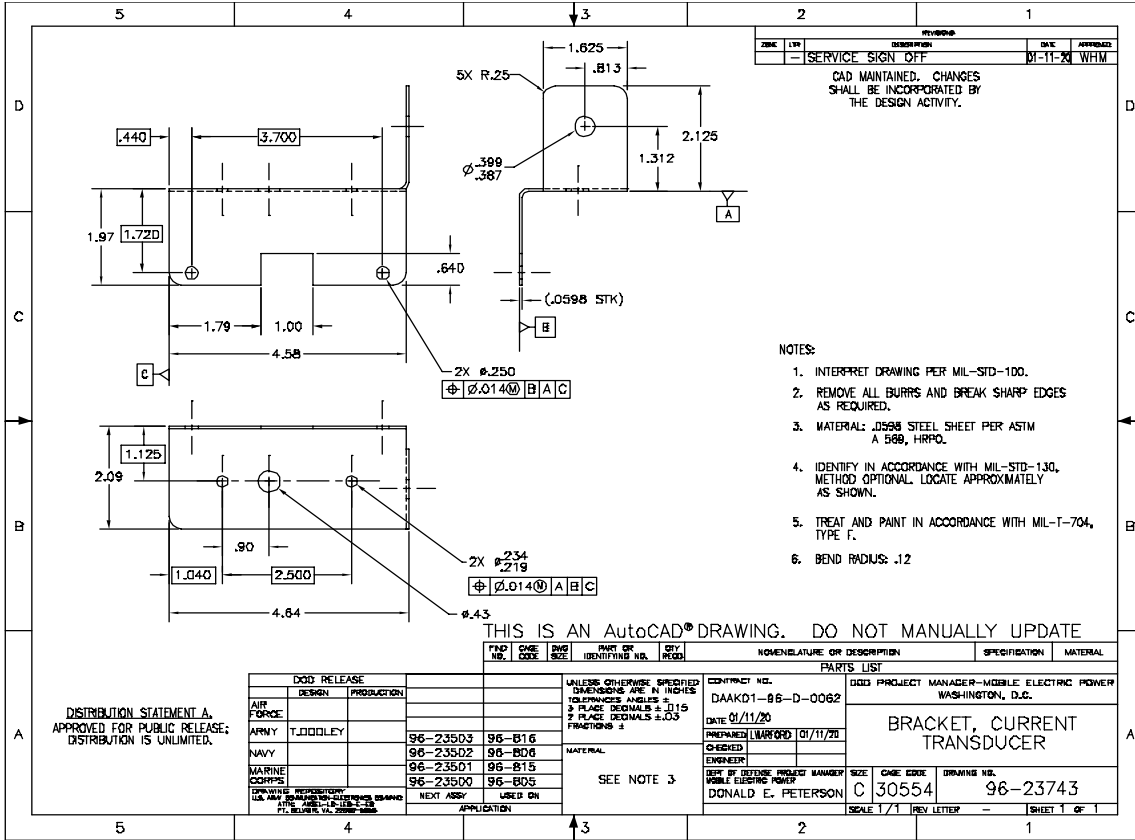 5 4 3 2 1
REVISIONS
ZONE LTR DESCRIPTION DATE APPROVED
– SERVICE SIGN OFF 01-11-20 WHM
CAD MAINTAINED. CHANGES
SHALL BE INCORPORATED BY
THE DESIGN ACTIVITY.
D D
C C
B B
A A
1.625
.813
5X R.25
2.125
1.312
Ø.399
.387
A
.440
3.700
1.97
1.720
.640
1.79
1.00
4.58
(.0598 STK)
B
C
2X ø.250
⌖ Ø.014Ⓜ B A C
NOTES:
1. INTERPRET DRAWING PER MIL-STD-100.
2. REMOVE ALL BURRS AND BREAK SHARP EDGES
AS REQUIRED.
3. MATERIAL: .0598 STEEL SHEET PER ASTM
A 569, HRPO.
4. IDENTIFY IN ACCORDANCE WITH MIL-STD-130,
METHOD OPTIONAL. LOCATE APPROXIMATELY
AS SHOWN.
5. TREAT AND PAINT IN ACCORDANCE WITH MIL-T-704,
TYPE F.
6. BEND RADIUS: .12
1.125
2.09
.90
1.040
2.500
4.64
2X ø.234
.219
⌖ Ø.014Ⓜ A B C
ø.43
THIS IS AN AutoCAD® DRAWING. DO NOT MANUALLY UPDATE
FIND NO. CAGE CODE DWG SIZE PART OR IDENTIFYING NO. QTY REQD NOMENCLATURE OR DESCRIPTION SPECIFICATION MATERIAL
PARTS LIST
DISTRIBUTION STATEMENT A.
APPROVED FOR PUBLIC RELEASE;
DISTRIBUTION IS UNLIMITED.
DOD RELEASE
DESIGN PRODUCTION
AIR FORCE
ARMY T.DOOLEY
NAVY
MARINE CORPS
96-23503 96-816
96-23502 96-806
96-23501 96-815
96-23500 96-805
NEXT ASSY USED ON
APPLICATION
UNLESS OTHERWISE SPECIFIED
DIMENSIONS ARE IN INCHES
TOLERANCES ANGLES ±
3 PLACE DECIMALS ±.015
2 PLACE DECIMALS ±.03
FRACTIONS ±
MATERIAL
SEE NOTE 3
CONTRACT NO.
DAAK01-96-D-0062
DATE 01/11/20
PREPARED L.WARFORD 01/11/20
CHECKED
ENGINEER
DEPT OF DEFENSE PROJECT MANAGER
MOBILE ELECTRIC POWER
DONALD E. PETERSON
DOD PROJECT MANAGER-MOBILE ELECTRIC POWER
WASHINGTON, D.C.
BRACKET, CURRENT
TRANSDUCER
SIZE CAGE CODE DRAWING NO.
C 30554 96-23743
SCALE 1/1 REV LETTER – SHEET 1 OF 1
5 4 3 2 1